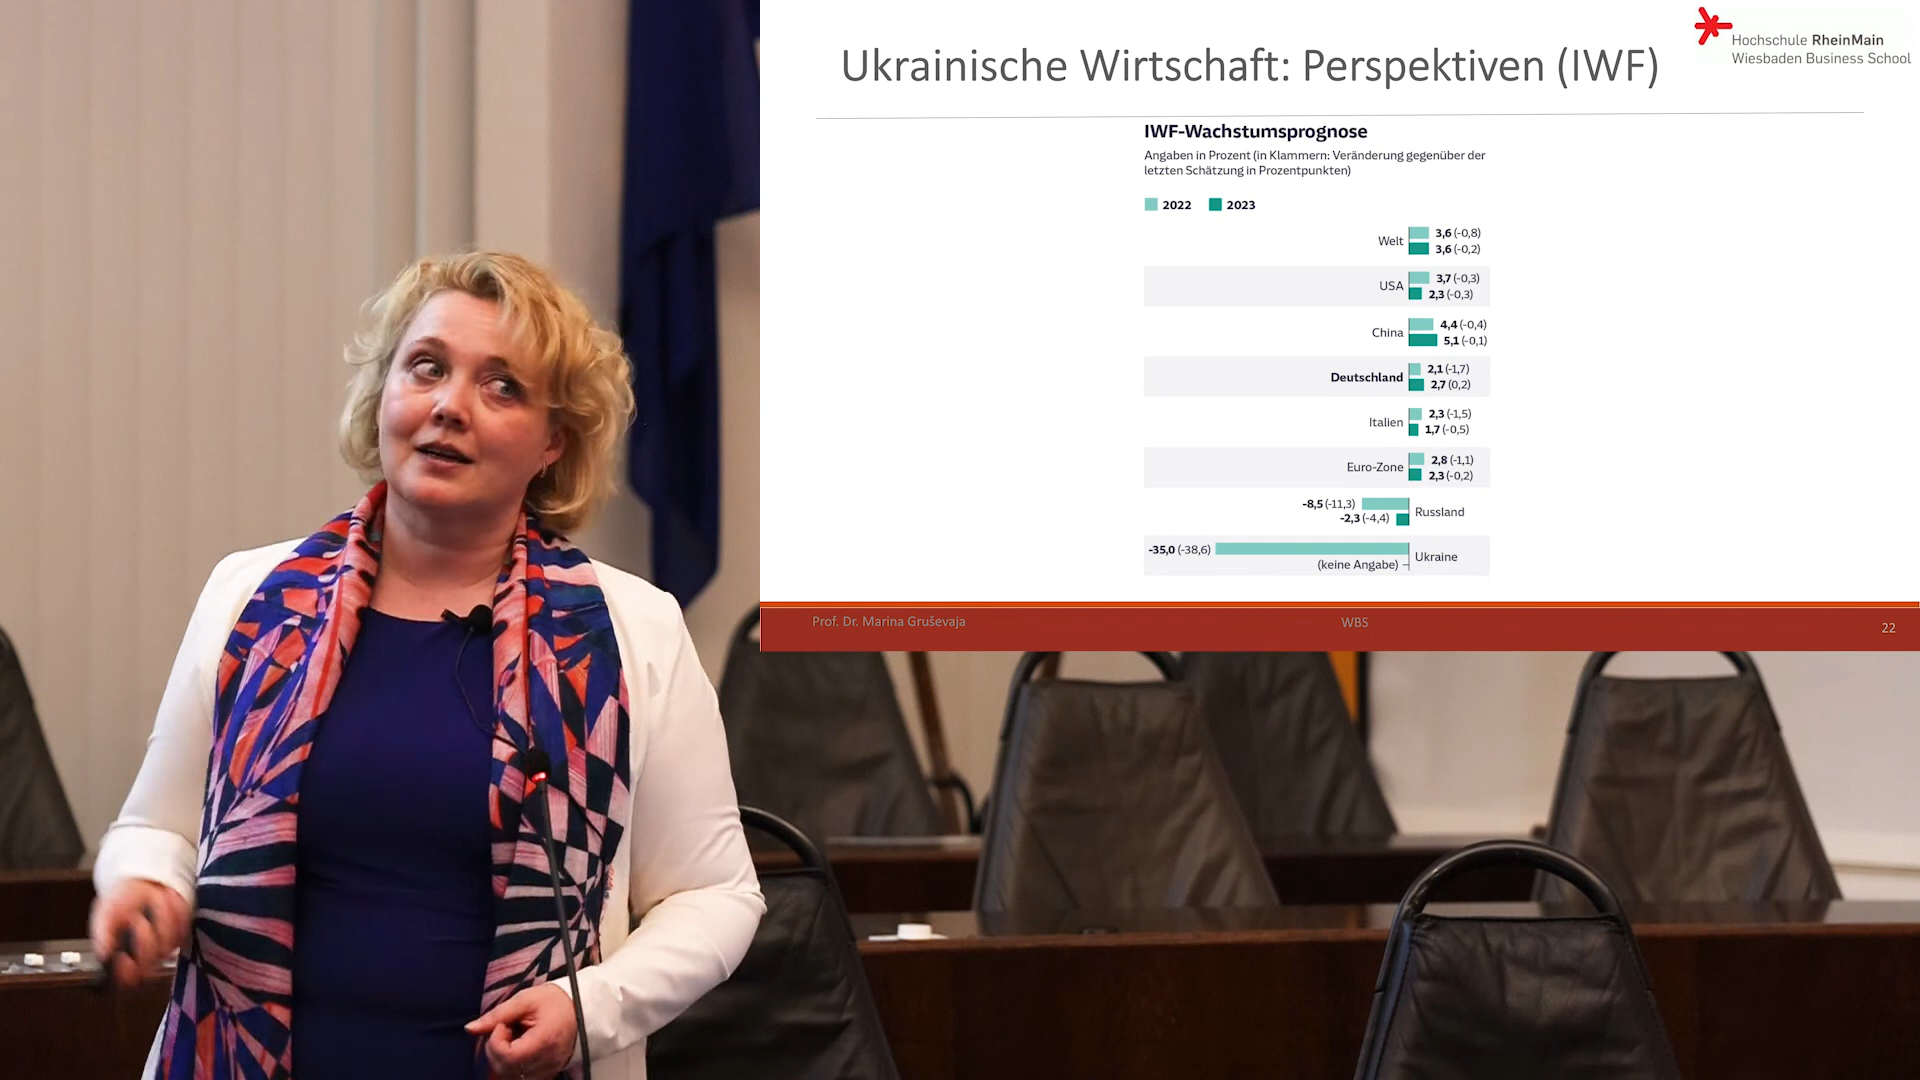 Ukrainische Wirtschaft: Perspektiven (IWF)
Hochschule RheinMain
Wiesbaden Business School
IWF-Wachstumsprognose
Angaben in Prozent (in Klammern: Veränderung gegenüber der
letzten Schätzung in Prozentpunkten)
2022 2023
Welt 3,6 (-0,8)
3,6 (-0,2)
USA 3,7 (-0,3)
2,3 (-0,3)
China 4,4 (-0,4)
5,1 (-0,1)
Deutschland 2,1 (-1,7)
2,7 (0,2)
Italien 2,3 (-1,5)
1,7 (-0,5)
Euro-Zone 2,8 (-1,1)
2,3 (-0,2)
-8,5 (-11,3) Russland
-2,3 (-4,4)
-35,0 (-38,6) Ukraine
(keine Angabe)
Prof. Dr. Marina Gruševaja WBS 22